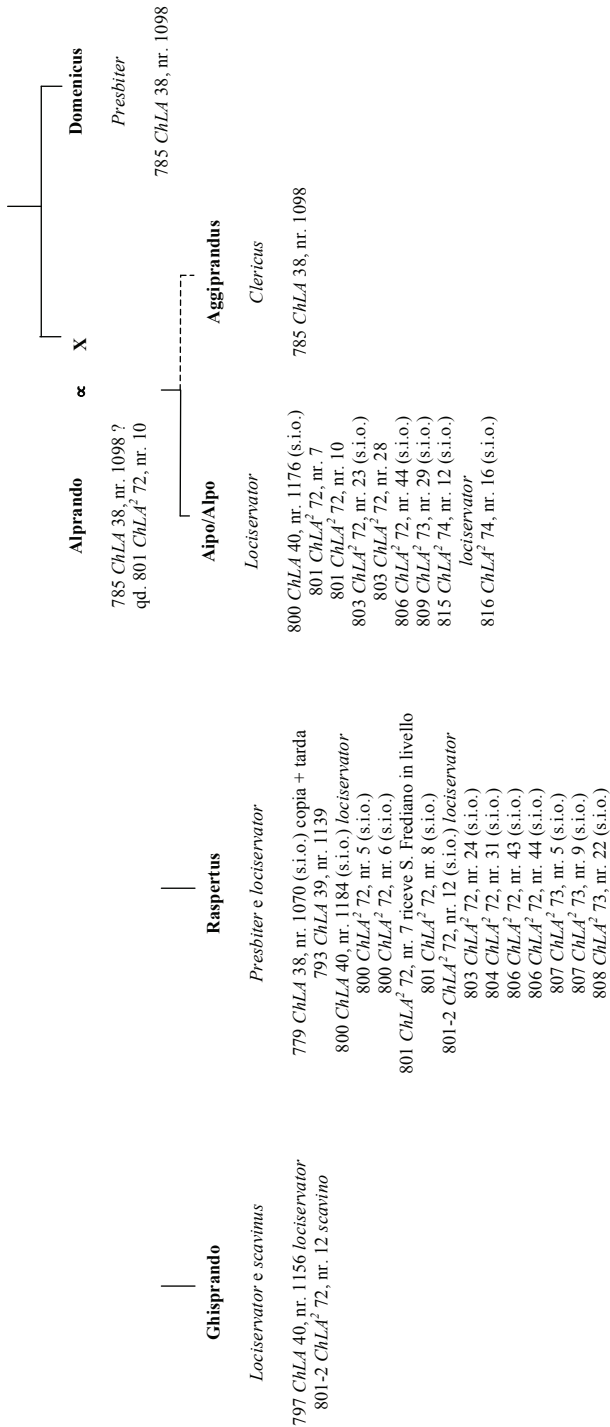 Ghisprando
Lociservator e scavinus
797 ChLA 40, nr. 1156 lociservator
801-2 ChLA² 72, nr. 12 scavino
Raspertus
Presbiter e lociservator
779 ChLA 38, nr. 1070 (s.i.o.) copia + tarda
793 ChLA 39, nr. 1139
800 ChLA 40, nr. 1184 (s.i.o.) lociservator
800 ChLA² 72, nr. 5 (s.i.o.)
800 ChLA² 72, nr. 6 (s.i.o.)
801 ChLA² 72, nr. 7 riceve S. Frediano in livello
801 ChLA² 72, nr. 8 (s.i.o.)
801-2 ChLA² 72, nr. 12 (s.i.o.) lociservator
803 ChLA² 72, nr. 24 (s.i.o.)
804 ChLA² 72, nr. 31 (s.i.o.)
806 ChLA² 72, nr. 43 (s.i.o.)
806 ChLA² 72, nr. 44 (s.i.o.)
807 ChLA² 73, nr. 5 (s.i.o.)
807 ChLA² 73, nr. 9 (s.i.o.)
808 ChLA² 73, nr. 22 (s.i.o.)
Alprando ∝ X
785 ChLA 38, nr. 1098 ?
qd. 801 ChLA² 72, nr. 10
Aipo/Alpo
Lociservator
800 ChLA 40, nr. 1176 (s.i.o.)
801 ChLA² 72, nr. 7
801 ChLA² 72, nr. 10
803 ChLA² 72, nr. 23 (s.i.o.)
803 ChLA² 72, nr. 28
806 ChLA² 72, nr. 44 (s.i.o.)
809 ChLA² 73, nr. 29 (s.i.o.)
815 ChLA² 74, nr. 12 (s.i.o.)
lociservator
816 ChLA² 74, nr. 16 (s.i.o.)
Aggiprandus
Clericus
785 ChLA 38, nr. 1098
Domenicus
Presbiter
785 ChLA 38, nr. 1098